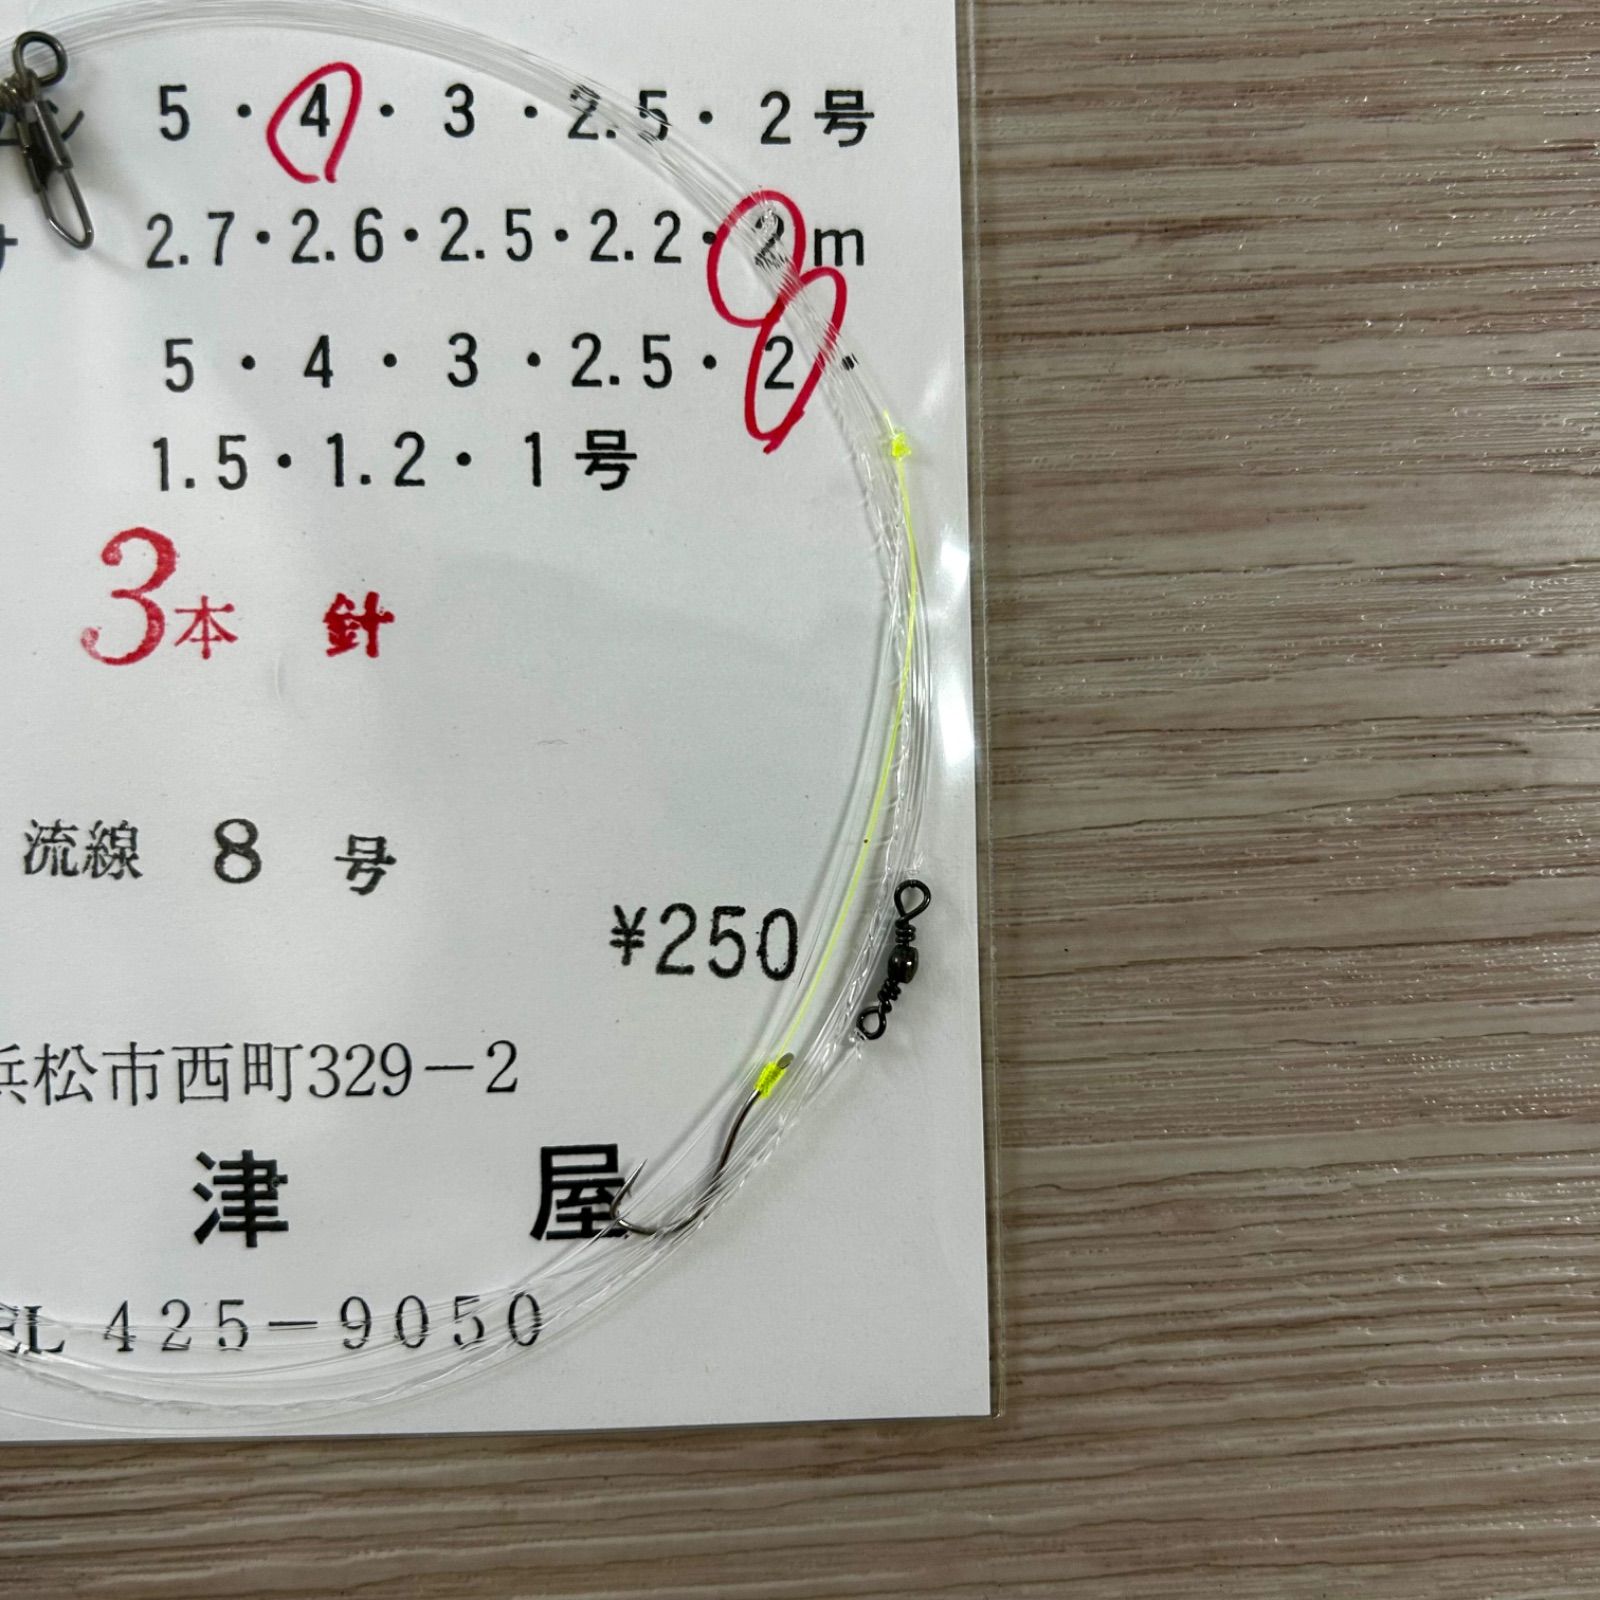 5・4・3・2.5・2号
2.7・2.6・2.5・2.2・2m
5・4・3・2.5・2・
1.5・1.2・1号
3本 針
流線 8 号
¥250
浜松市西町329−2
津 屋
TEL 425−9050